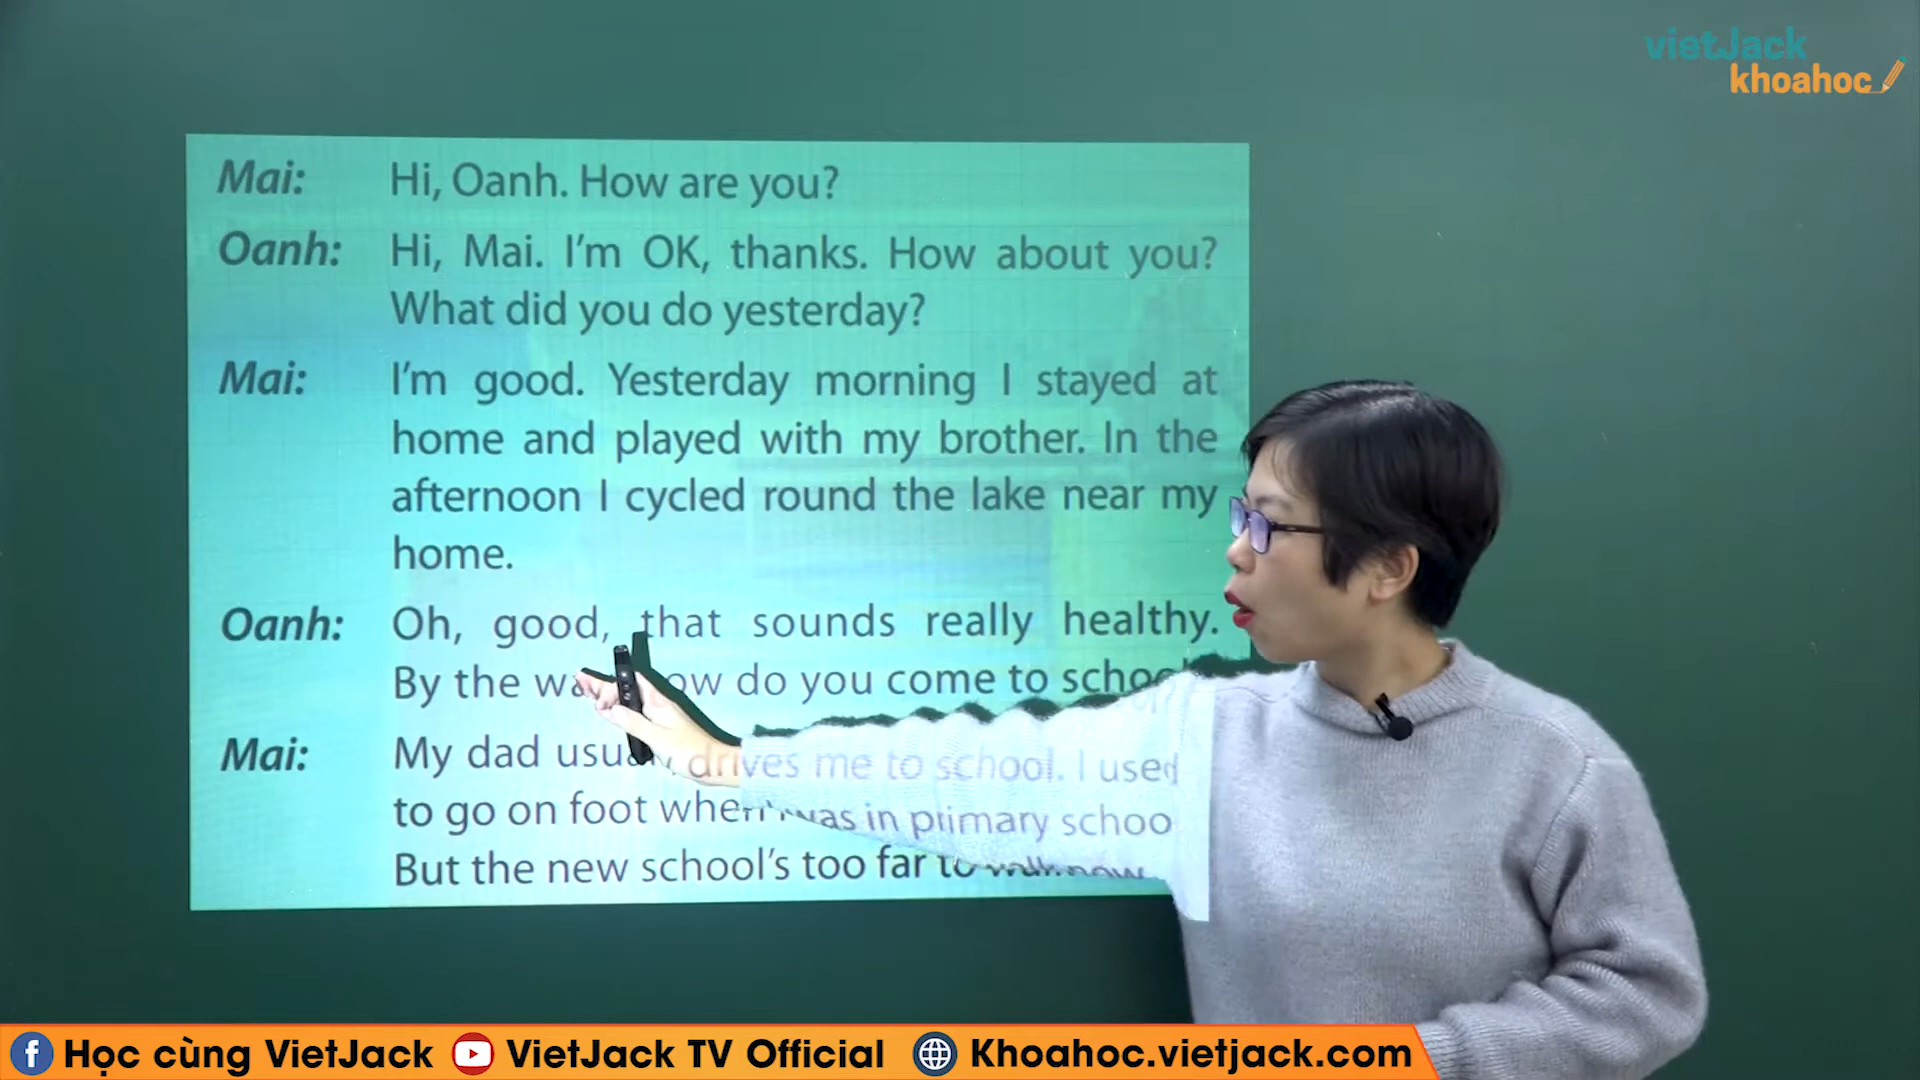 vietJack
khoahoc
Mai: Hi, Oanh. How are you?
Oanh: Hi, Mai. I'm OK, thanks. How about you?
What did you do yesterday?
Mai: I'm good. Yesterday morning I stayed at
home and played with my brother. In the
afternoon I cycled round the lake near my
home.
Oanh: Oh, good, that sounds really healthy.
By the do you come to
Mai: My dad drives me to school. I used
to go on foot when I was in primary
But the new school's too far to
Học cùng VietJack VietJack TV Official Khoahoc.vietjack.com